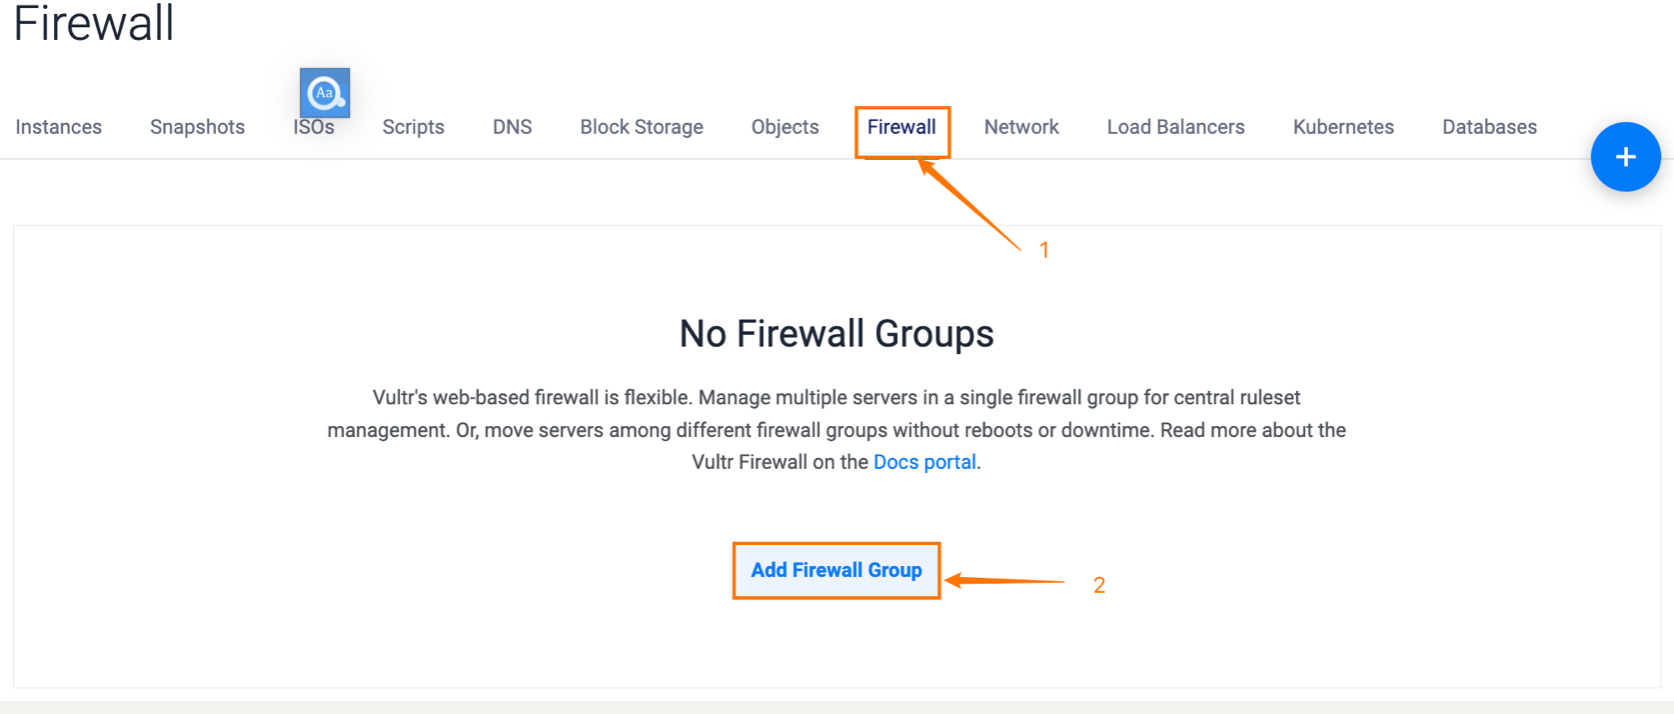 Firewall
Aa
Instances Snapshots ISOs Scripts DNS Block Storage Objects Firewall Network Load Balancers Kubernetes Databases
+
1
No Firewall Groups
Vultr's web-based firewall is flexible. Manage multiple servers in a single firewall group for central ruleset
management. Or, move servers among different firewall groups without reboots or downtime. Read more about the
Vultr Firewall on the Docs portal.
Add Firewall Group
2